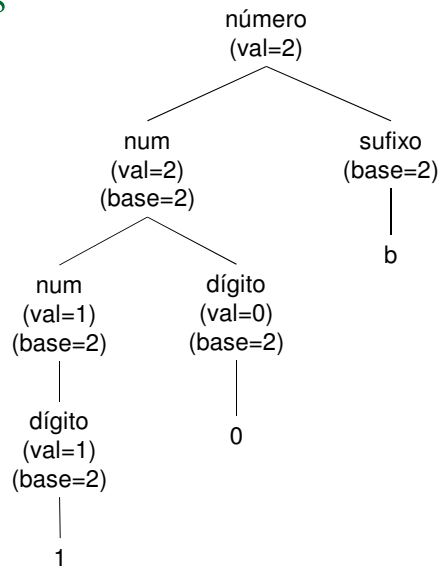 s
número
(val=2)
num
(val=2)
(base=2)
sufixo
(base=2)
b
num
(val=1)
(base=2)
dígito
(val=0)
(base=2)
dígito
(val=1)
(base=2)
0
1